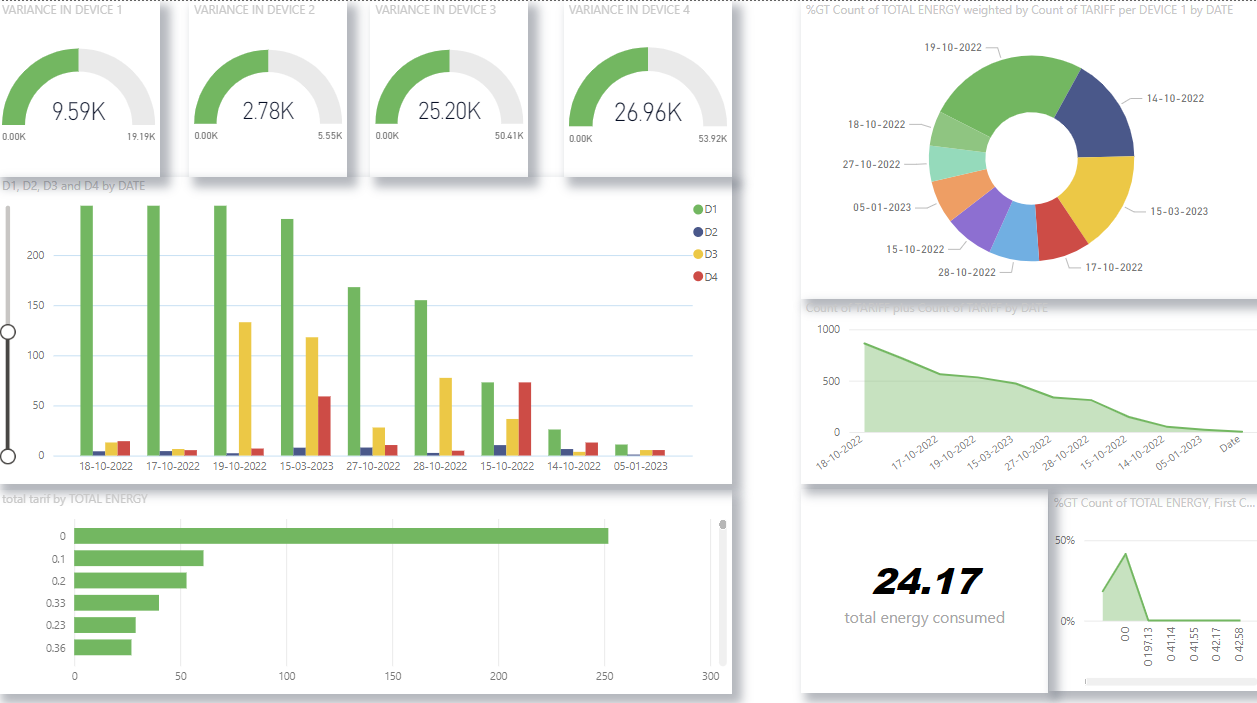 VARIANCE IN DEVICE 1
9.59K
0.00K 19.19K
VARIANCE IN DEVICE 2
2.78K
0.00K 5.55K
VARIANCE IN DEVICE 3
25.20K
0.00K 50.41K
VARIANCE IN DEVICE 4
26.96K
0.00K 53.92K
%GT Count of TOTAL ENERGY weighted by Count of TARIFF per DEVICE 1 by DATE
19-10-2022
14-10-2022
18-10-2022
27-10-2022
05-01-2023
15-03-2023
15-10-2022
28-10-2022
17-10-2022
D1, D2, D3 and D4 by DATE
D1
D2
D3
D4
200
150
100
50
0
18-10-2022 17-10-2022 19-10-2022 15-03-2023 27-10-2022 28-10-2022 15-10-2022 14-10-2022 05-01-2023
Count of TARIFF plus Count of TARIFF by DATE
1000
500
0
18-10-2022 17-10-2022 19-10-2022 15-03-2023 27-10-2022 28-10-2022 15-10-2022 14-10-2022 05-01-2023 Date
total tarif by TOTAL ENERGY
0
0.1
0.2
0.33
0.23
0.36
0 50 100 150 200 250 300
24.17
total energy consumed
%GT Count of TOTAL ENERGY, First C...
50%
0%
0 0
0 197.13
0 41.14
0 41.55
0 42.17
0 42.58